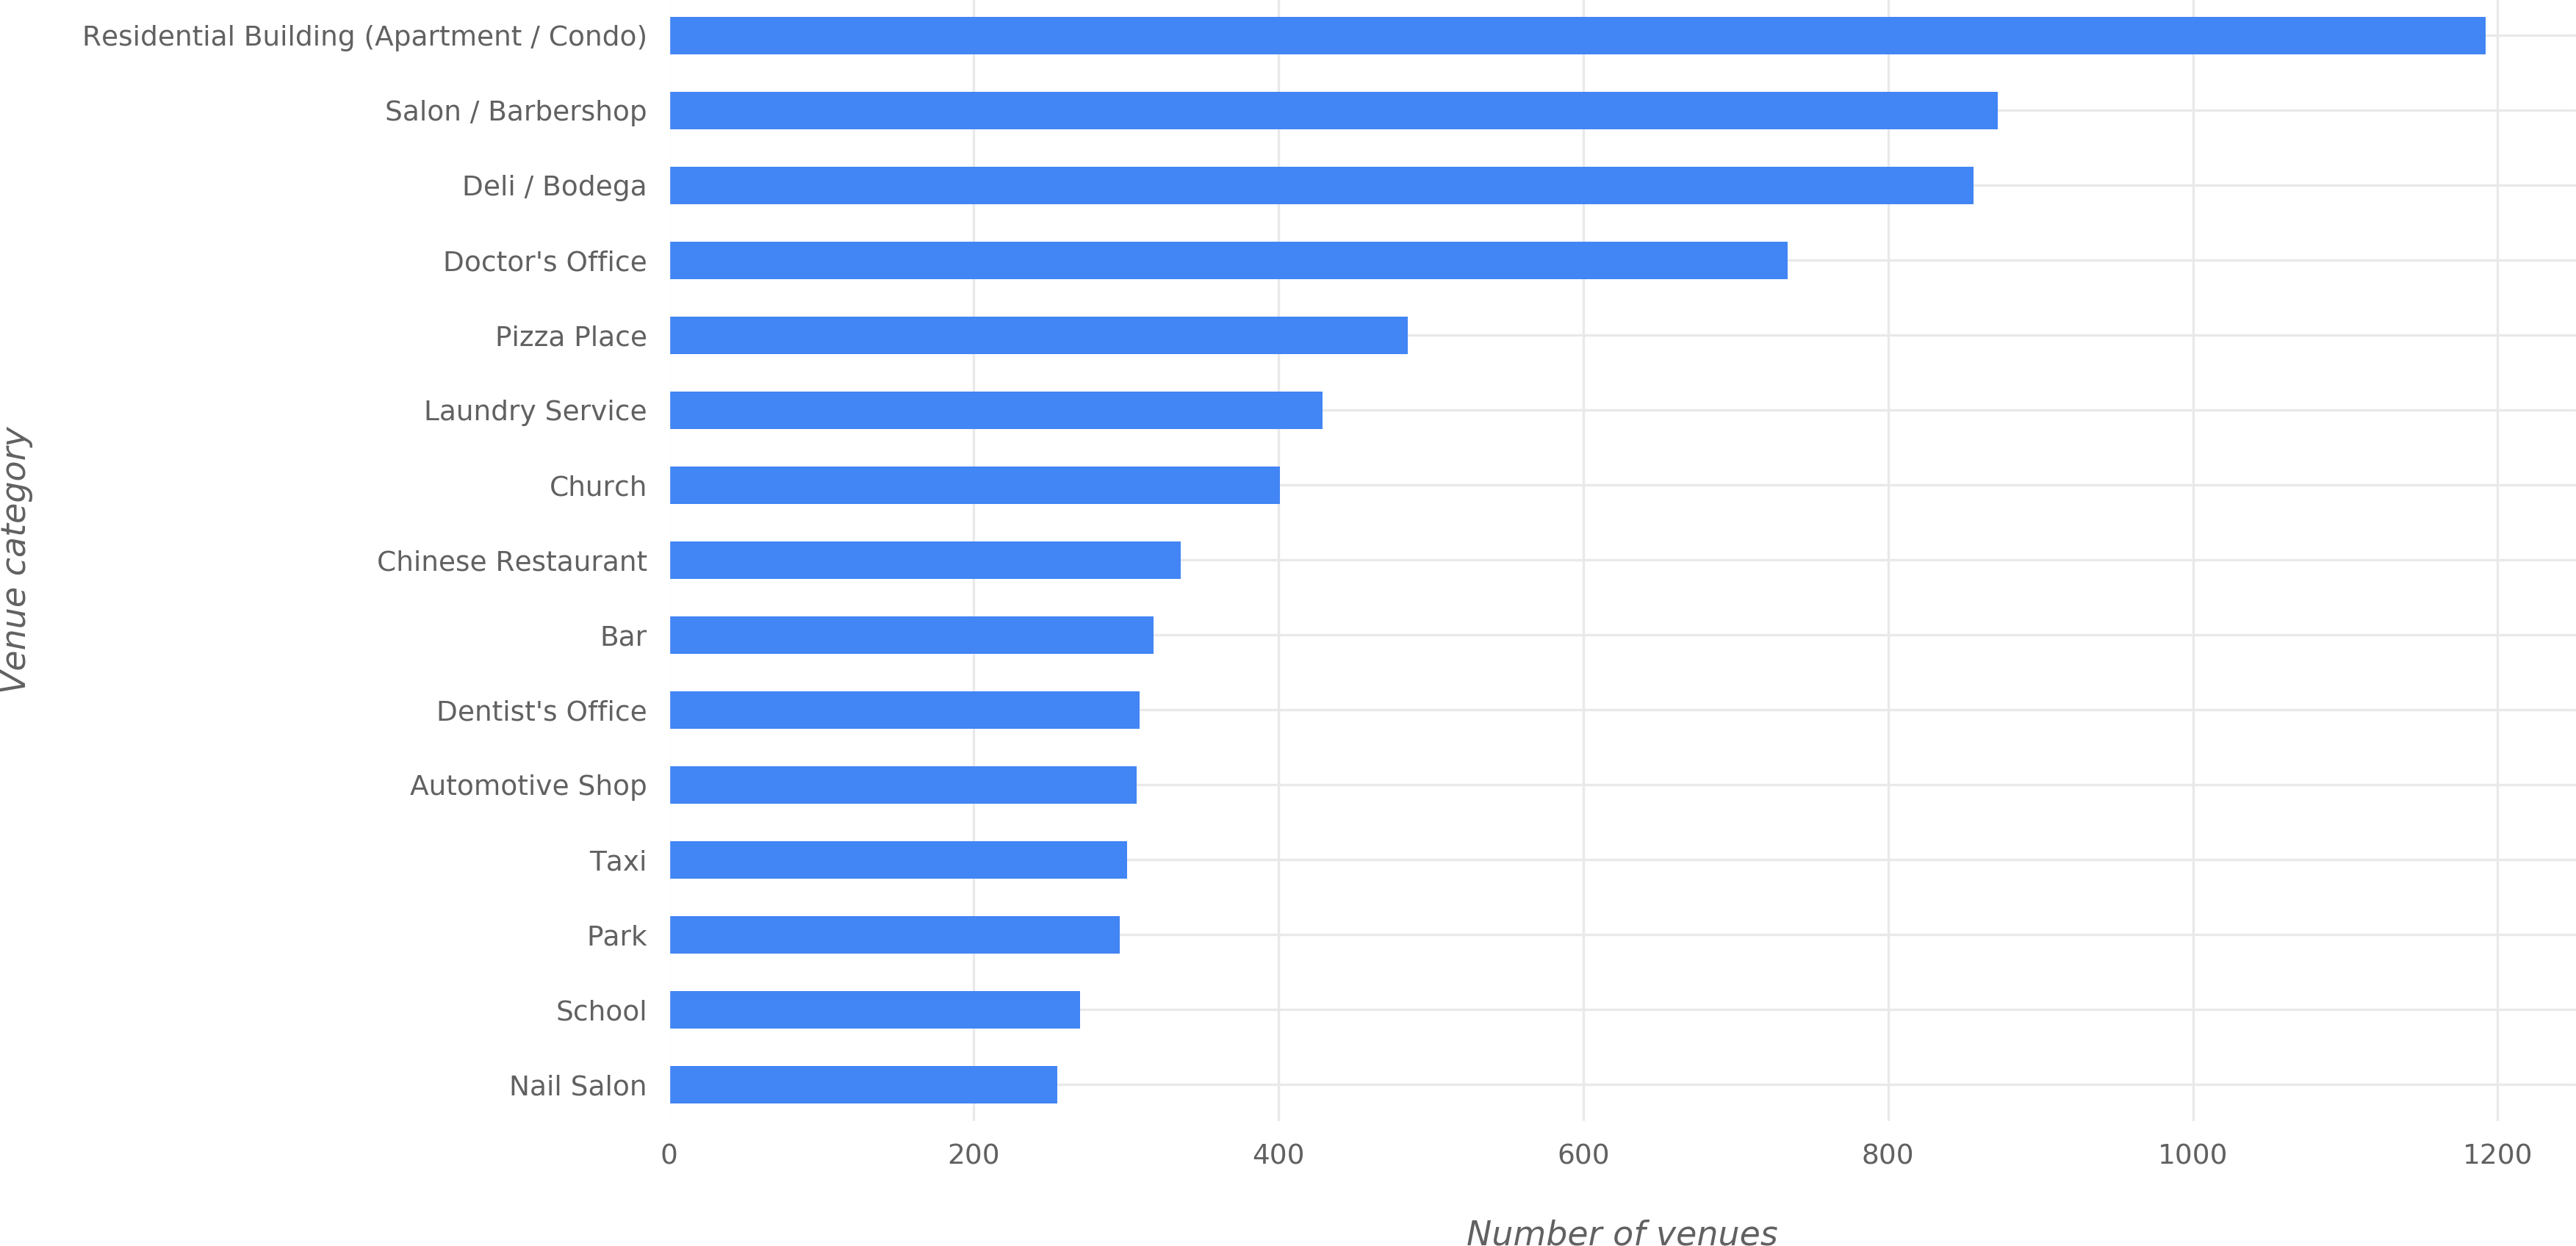 Residential Building (Apartment / Condo)
Salon / Barbershop
Deli / Bodega
Doctor's Office
Pizza Place
Laundry Service
Church
Chinese Restaurant
Bar
Dentist's Office
Automotive Shop
Taxi
Park
School
Nail Salon
Venue category
0 200 400 600 800 1000 1200
Number of venues